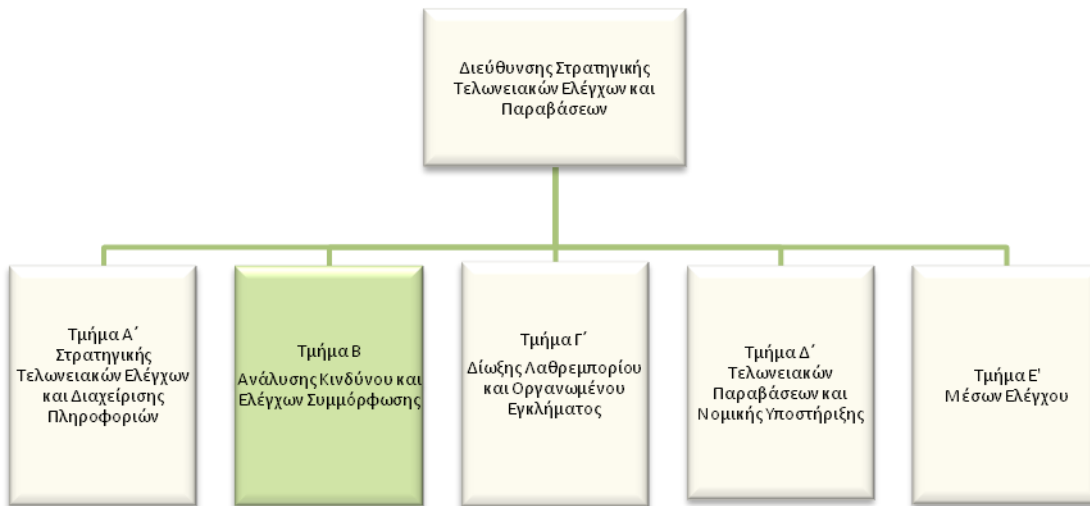 Διεύθυνσης Στρατηγικής
Τελωνειακών Ελέγχων και
Παραβάσεων
Τμήμα Α΄
Στρατηγικής
Τελωνειακών Ελέγχων
και Διαχείρισης
Πληροφοριών
Τμήμα Β
Ανάλυσης Κινδύνου και
Ελέγχων Συμμόρφωσης
Τμήμα Γ΄
Δίωξης Λαθρεμπορίου
και Οργανωμένου
Εγκλήματος
Τμήμα Δ΄
Τελωνειακών
Παραβάσεων και
Νομικής Υποστήριξης
Τμήμα Ε'
Μέσων Ελέγχου